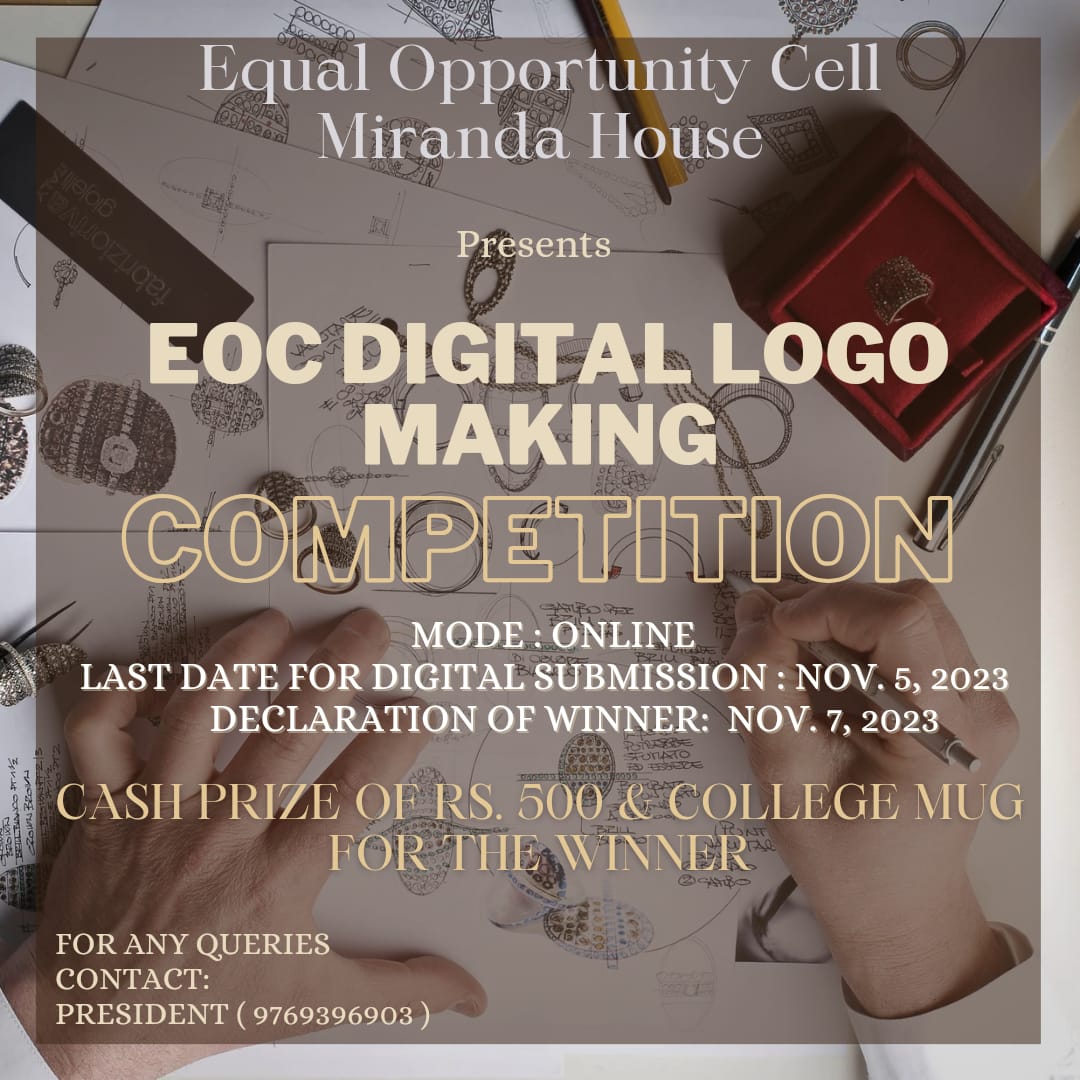 Equal Opportunity Cell
Miranda House
Presents
EOC DIGITAL LOGO
MAKING
COMPETITION
MODE : ONLINE
LAST DATE FOR DIGITAL SUBMISSION : NOV. 5, 2023
DECLARATION OF WINNER: NOV. 7, 2023
CASH PRIZE OF RS. 500 & COLLEGE MUG
FOR THE WINNER
FOR ANY QUERIES
CONTACT:
PRESIDENT ( 9769396903 )
fabrizioriva
gioielli